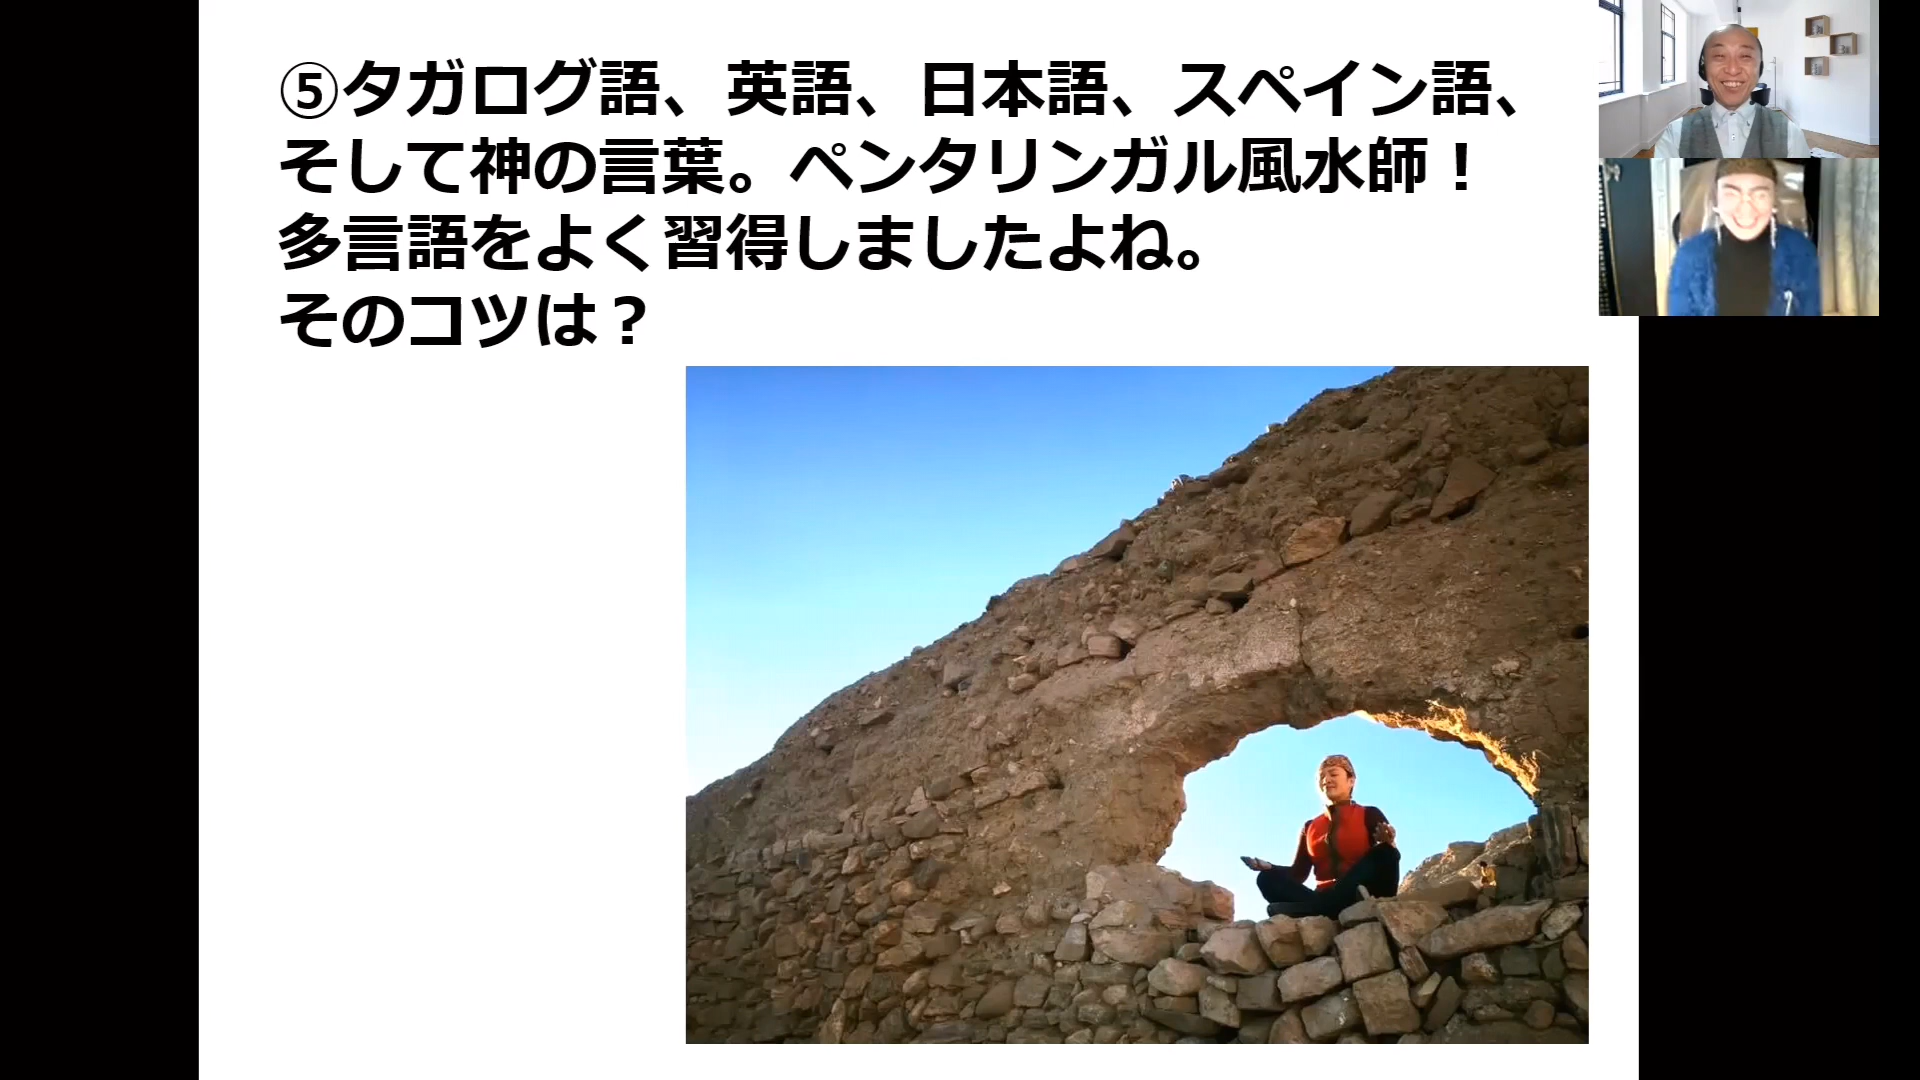 ⑤タガログ語、英語、日本語、スペイン語、
そして神の言葉。ペンタリンガル風水師！
多言語をよく習得しましたよね。
そのコツは？